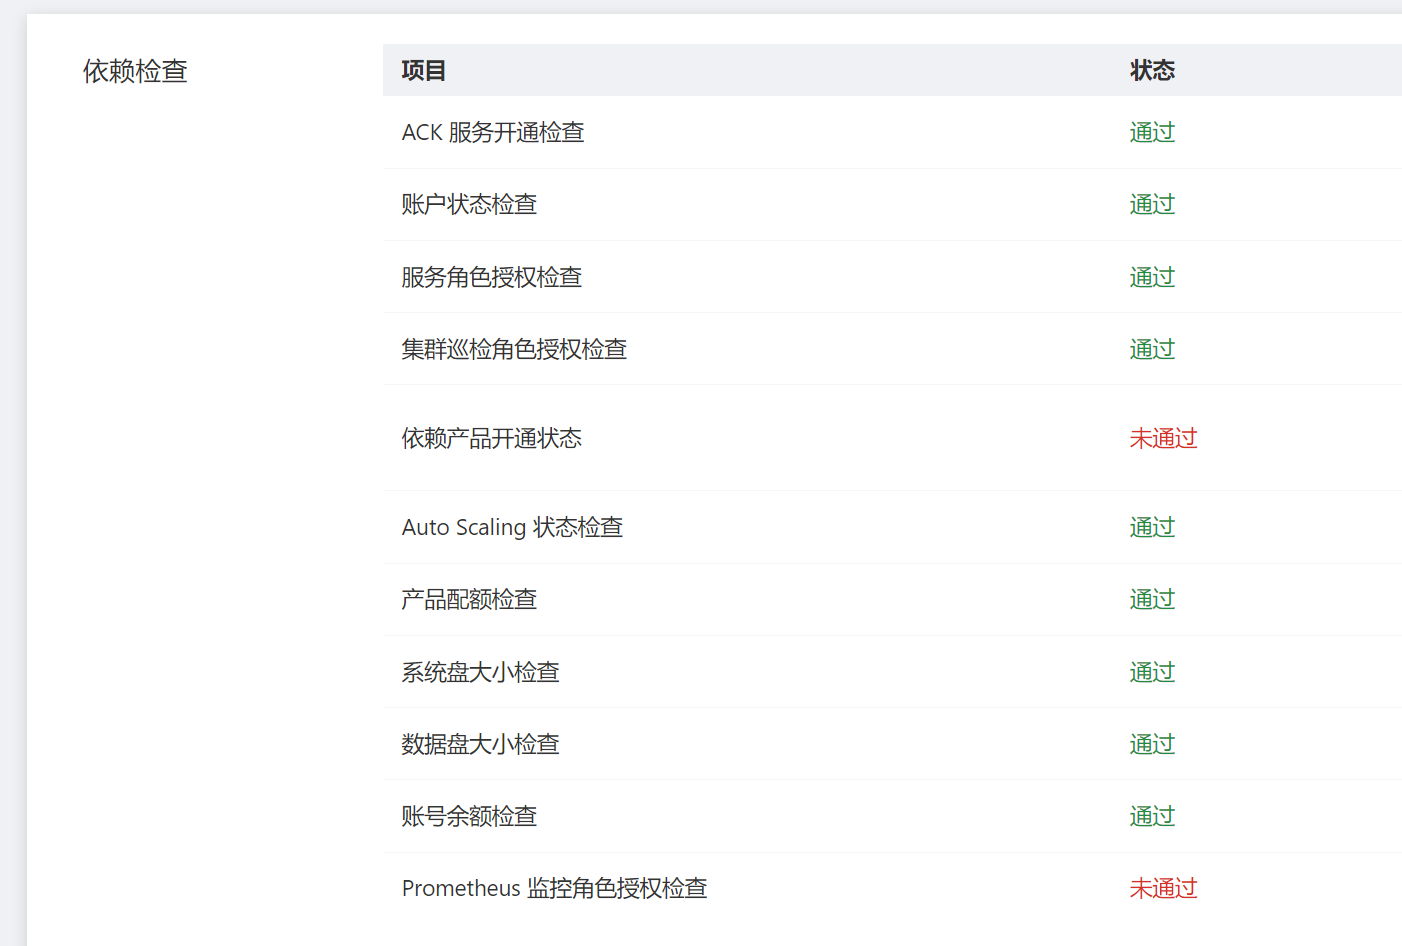 依赖检查
项目 状态
ACK 服务开通检查 通过
账户状态检查 通过
服务角色授权检查 通过
集群巡检角色授权检查 通过
依赖产品开通状态 未通过
Auto Scaling 状态检查 通过
产品配额检查 通过
系统盘大小检查 通过
数据盘大小检查 通过
账号余额检查 通过
Prometheus 监控角色授权检查 未通过